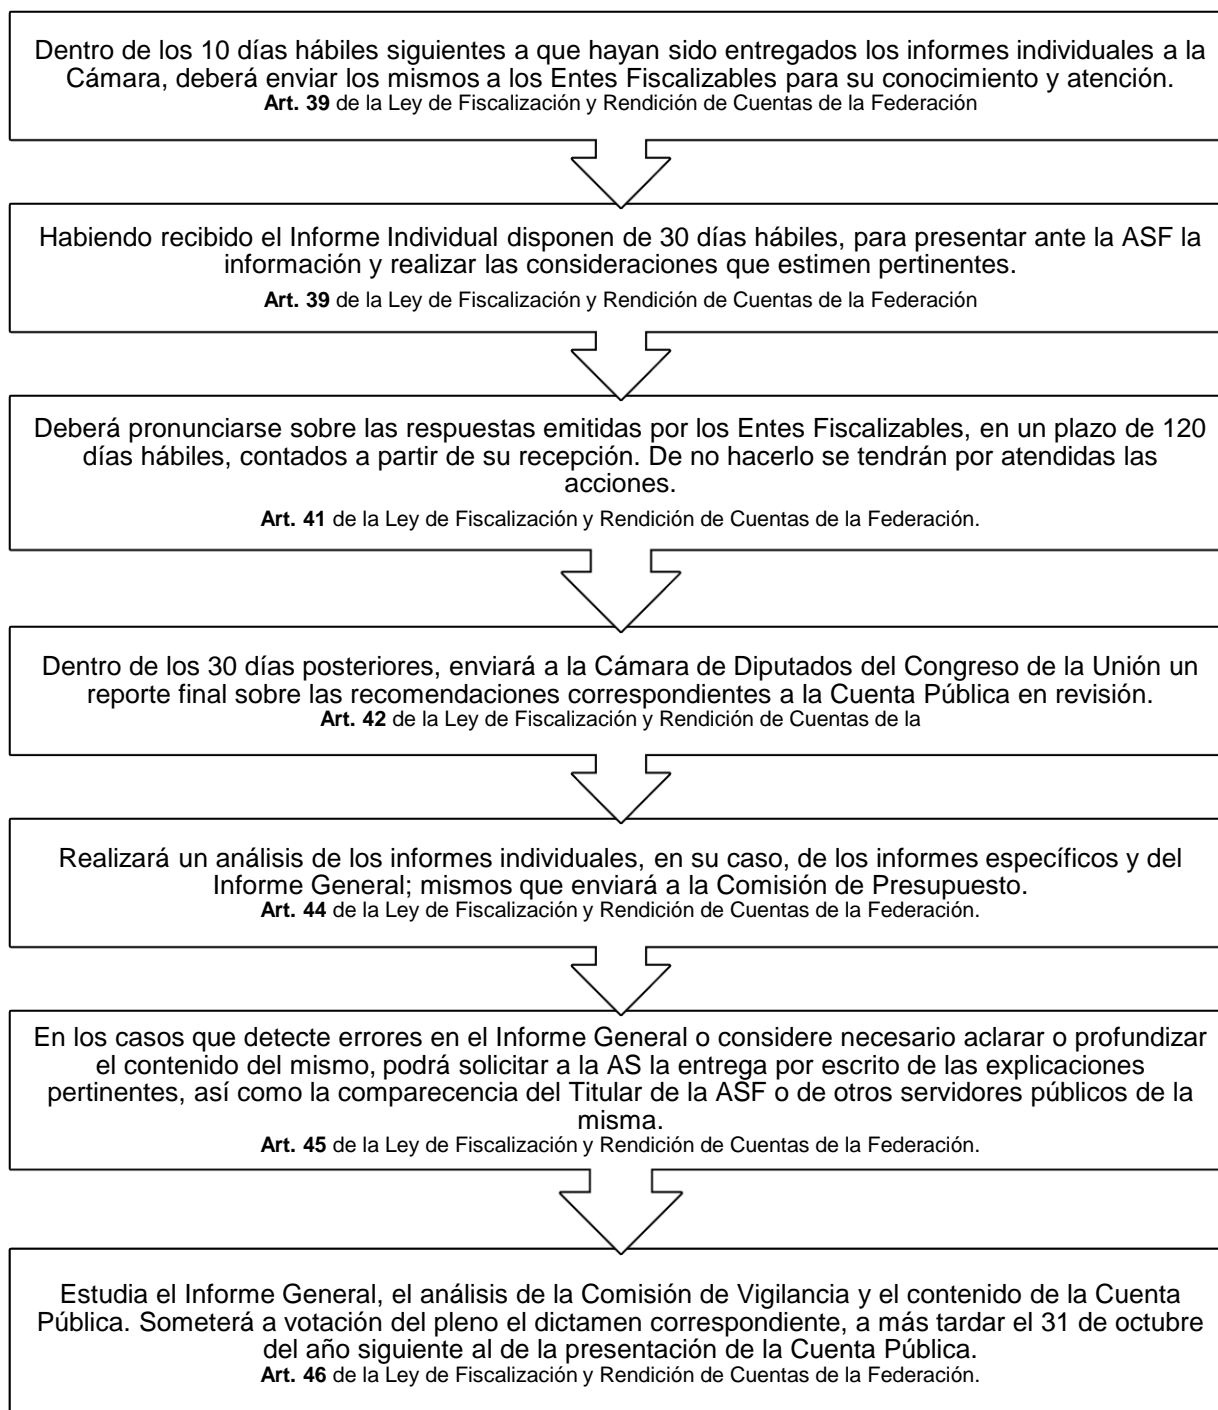 Dentro de los 10 días hábiles siguientes a que hayan sido entregados los informes individuales a la
Cámara, deberá enviar los mismos a los Entes Fiscalizables para su conocimiento y atención.
Art. 39 de la Ley de Fiscalización y Rendición de Cuentas de la Federación
Habiendo recibido el Informe Individual disponen de 30 días hábiles, para presentar ante la ASF la
información y realizar las consideraciones que estimen pertinentes.
Art. 39 de la Ley de Fiscalización y Rendición de Cuentas de la Federación
Deberá pronunciarse sobre las respuestas emitidas por los Entes Fiscalizables, en un plazo de 120
días hábiles, contados a partir de su recepción. De no hacerlo se tendrán por atendidas las
acciones.
Art. 41 de la Ley de Fiscalización y Rendición de Cuentas de la Federación.
Dentro de los 30 días posteriores, enviará a la Cámara de Diputados del Congreso de la Unión un
reporte final sobre las recomendaciones correspondientes a la Cuenta Pública en revisión.
Art. 42 de la Ley de Fiscalización y Rendición de Cuentas de la
Realizará un análisis de los informes individuales, en su caso, de los informes específicos y del
Informe General; mismos que enviará a la Comisión de Presupuesto.
Art. 44 de la Ley de Fiscalización y Rendición de Cuentas de la Federación.
En los casos que detecte errores en el Informe General o considere necesario aclarar o profundizar
el contenido del mismo, podrá solicitar a la AS la entrega por escrito de las explicaciones
pertinentes, así como la comparecencia del Titular de la ASF o de otros servidores públicos de la
misma.
Art. 45 de la Ley de Fiscalización y Rendición de Cuentas de la Federación.
Estudia el Informe General, el análisis de la Comisión de Vigilancia y el contenido de la Cuenta
Pública. Someterá a votación del pleno el dictamen correspondiente, a más tardar el 31 de octubre
del año siguiente al de la presentación de la Cuenta Pública.
Art. 46 de la Ley de Fiscalización y Rendición de Cuentas de la Federación.